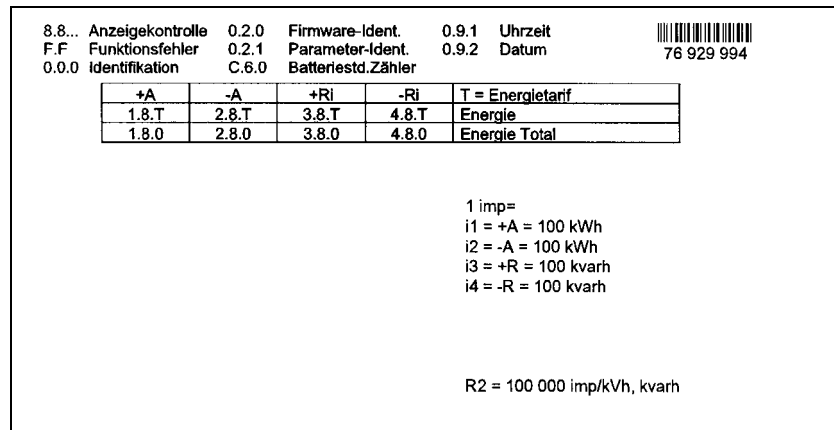 8.8... Anzeigekontrolle 0.2.0 Firmware-Ident. 0.9.1 Uhrzeit
F.F Funktionsfehler 0.2.1 Parameter-Ident. 0.9.2 Datum
76 929 994
0.0.0 Identifikation C.6.0 Batteriestd.Zähler
+A -A +Ri -Ri T = Energietarif
1.8.T 2.8.T 3.8.T 4.8.T Energie
1.8.0 2.8.0 3.8.0 4.8.0 Energie Total
1 imp=
i1 = +A = 100 kWh
i2 = -A = 100 kWh
i3 = +R = 100 kvarh
i4 = -R = 100 kvarh
R2 = 100 000 imp/kVh, kvarh